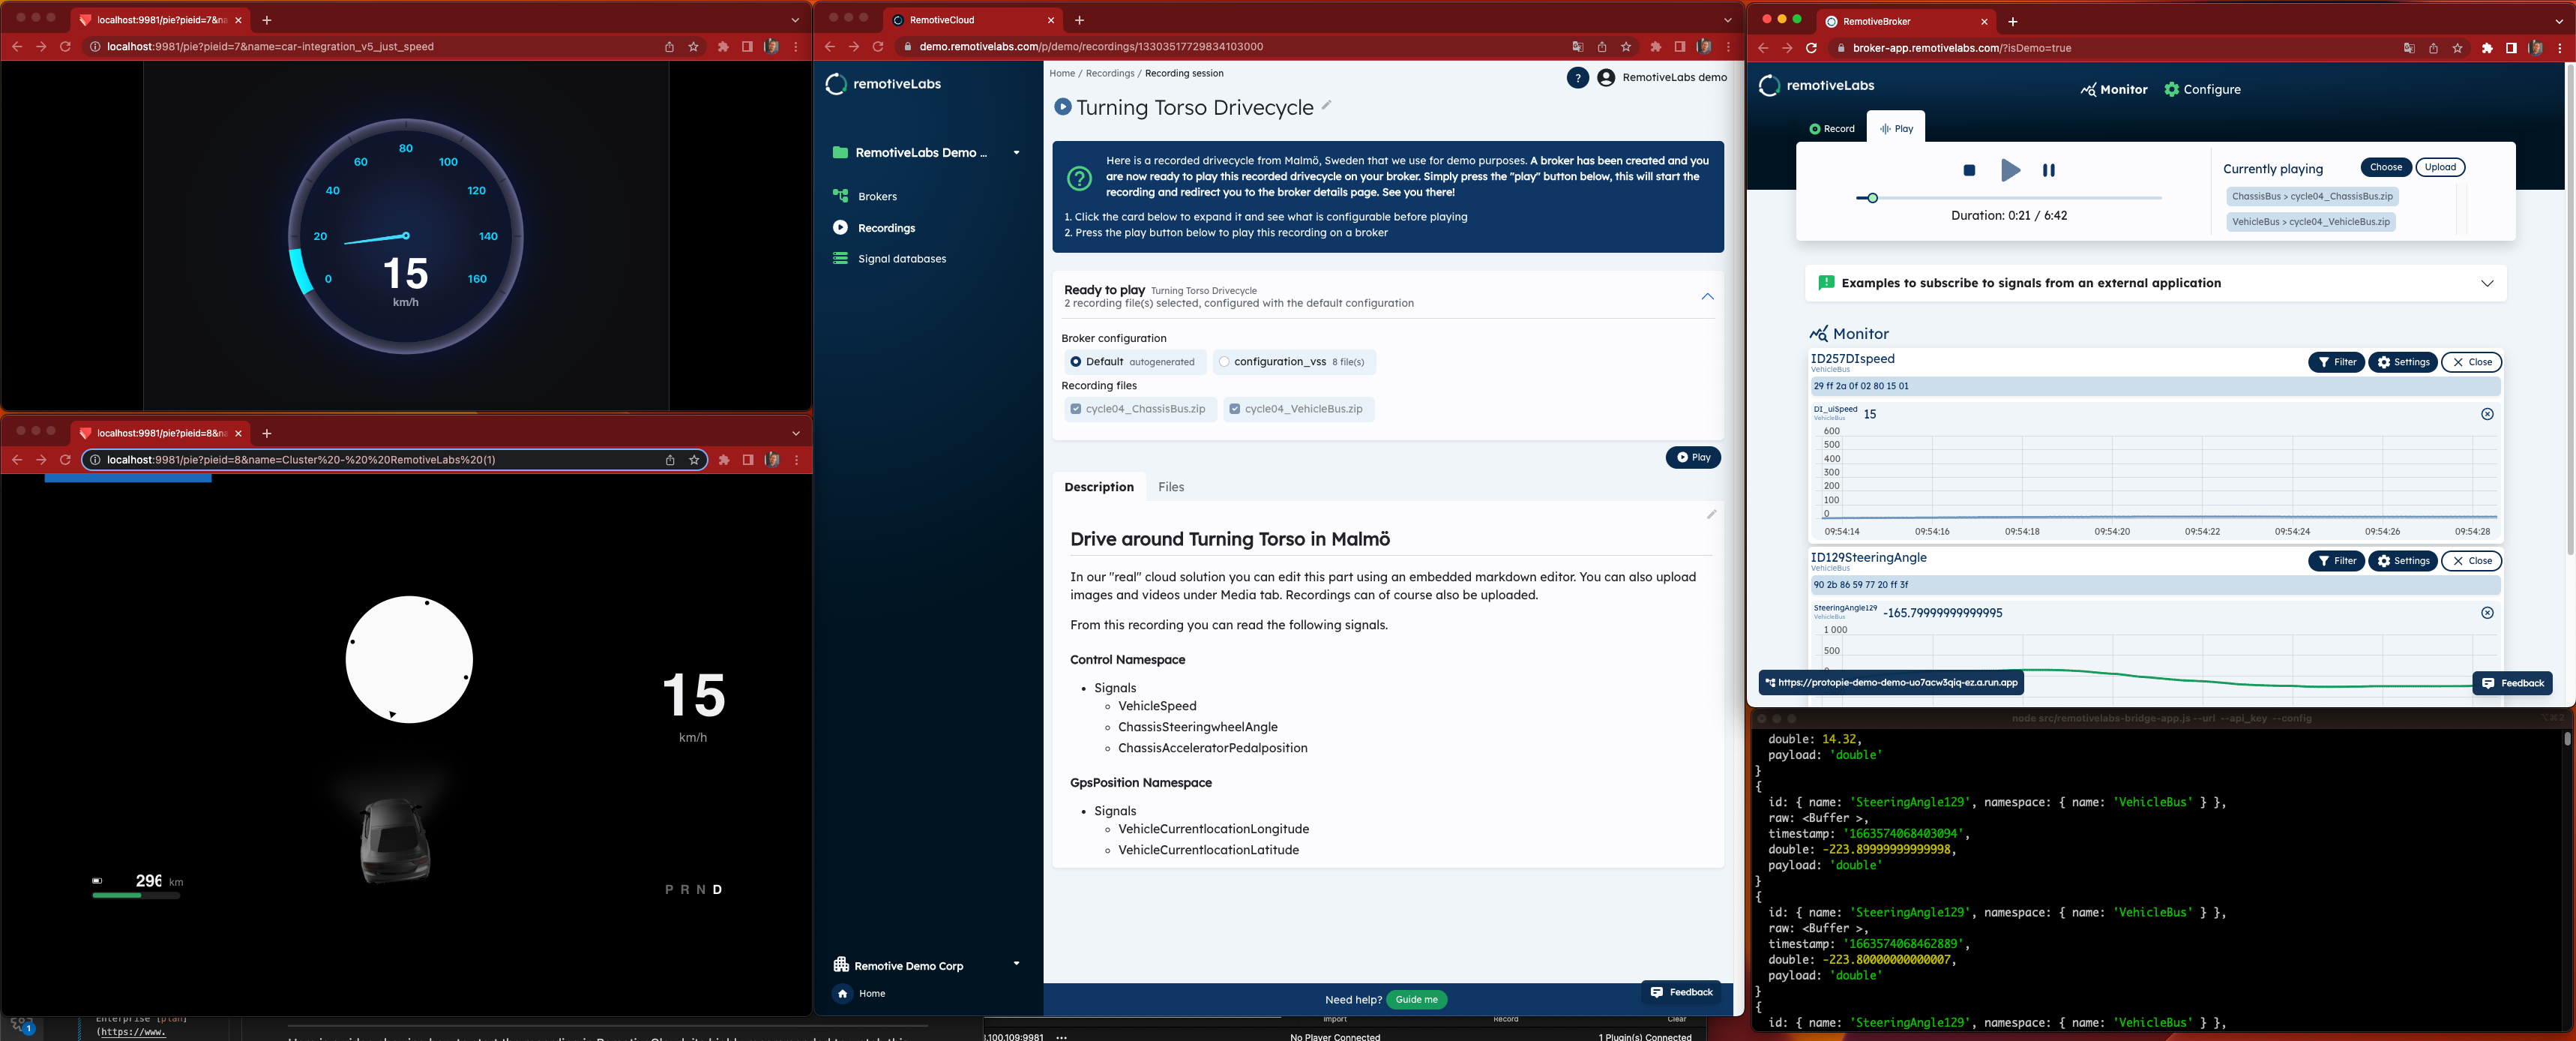 localhost:9981/pie?pieid=7&na
localhost:9981/pie?pieid=7&name=car-integration_v5_just_speed
80
60
100
40
120
20
140
0
160
15
km/h
localhost:9981/pie?pieid=8&na
localhost:9981/pie?pieid=8&name=Cluster%20-%20%20RemotiveLabs%20(1)
15
km/h
296 km
P R N D
Enterprise [plan]
(https://www.
1
RemotiveCloud
demo.remotivelabs.com/p/demo/recordings/13303517729834103000
remotiveLabs
RemotiveLabs Demo ...
Brokers
Recordings
Signal databases
Remotive Demo Corp
Home
Home / Recordings / Recording session
? RemotiveLabs demo
Turning Torso Drivecycle
Here is a recorded drivecycle from Malmö, Sweden that we use for demo purposes. A broker has been created and you
are now ready to play this recorded drivecycle on your broker. Simply press the "play" button below, this will start the
recording and redirect you to the broker details page. See you there!
1. Click the card below to expand it and see what is configurable before playing
2. Press the play button below to play this recording on a broker
Ready to play Turning Torso Drivecycle
2 recording file(s) selected, configured with the default configuration
Broker configuration
Default autogenerated configuration_vss 8 file(s)
Recording files
cycle04_ChassisBus.zip cycle04_VehicleBus.zip
Play
Description Files
Drive around Turning Torso in Malmö
In our "real" cloud solution you can edit this part using an embedded markdown editor. You can also upload
images and videos under Media tab. Recordings can of course also be uploaded.
From this recording you can read the following signals.
Control Namespace
• Signals
◦ VehicleSpeed
◦ ChassisSteeringwheelAngle
◦ ChassisAcceleratorPedalposition
GpsPosition Namespace
• Signals
◦ VehicleCurrentlocationLongitude
◦ VehicleCurrentlocationLatitude
Need help? Guide me
Feedback
Import Record Clear
.100.109:9981 ••• No Player Connected 1 Plugin(s) Connected
RemotiveBroker
broker-app.remotivelabs.com/?isDemo=true
remotiveLabs
Monitor Configure
Record Play
Duration: 0:21 / 6:42
Currently playing Choose Upload
ChassisBus > cycle04_ChassisBus.zip
VehicleBus > cycle04_VehicleBus.zip
Examples to subscribe to signals from an external application
Monitor
ID257DIspeed
VehicleBus
Filter Settings Close
29 ff 2a 0f 02 80 15 01
DI_uiSpeed 15
VehicleBus
600
500
400
300
200
100
0
09:54:14 09:54:16 09:54:18 09:54:20 09:54:22 09:54:24 09:54:26 09:54:28
ID129SteeringAngle
VehicleBus
Filter Settings Close
90 2b 86 59 77 20 ff 3f
SteeringAngle129 -165.79999999999995
VehicleBus
1 000
500
0
https://protopie-demo-demo-uo7acw3qiq-ez.a.run.app
Feedback
node src/remotivelabs-bridge-app.js --url --api_key --config
⌥⌘2
double: 14.32,
payload: 'double'
}
{
id: { name: 'SteeringAngle129', namespace: { name: 'VehicleBus' } },
raw: <Buffer >,
timestamp: '1663574068403094',
double: -223.89999999999998,
payload: 'double'
}
{
id: { name: 'SteeringAngle129', namespace: { name: 'VehicleBus' } },
raw: <Buffer >,
timestamp: '1663574068462889',
double: -223.80000000000007,
payload: 'double'
}
{
id: { name: 'SteeringAngle129', namespace: { name: 'VehicleBus' } },